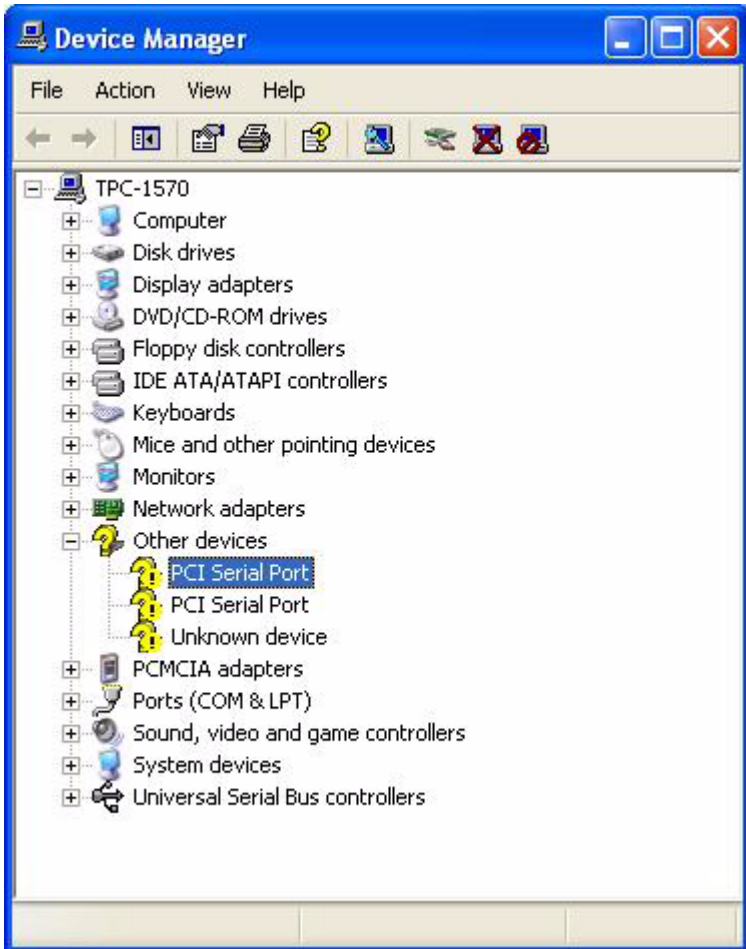 Device Manager
File Action View Help
TPC-1570
Computer
Disk drives
Display adapters
DVD/CD-ROM drives
Floppy disk controllers
IDE ATA/ATAPI controllers
Keyboards
Mice and other pointing devices
Monitors
Network adapters
Other devices
PCI Serial Port
PCI Serial Port
Unknown device
PCMCIA adapters
Ports (COM & LPT)
Sound, video and game controllers
System devices
Universal Serial Bus controllers